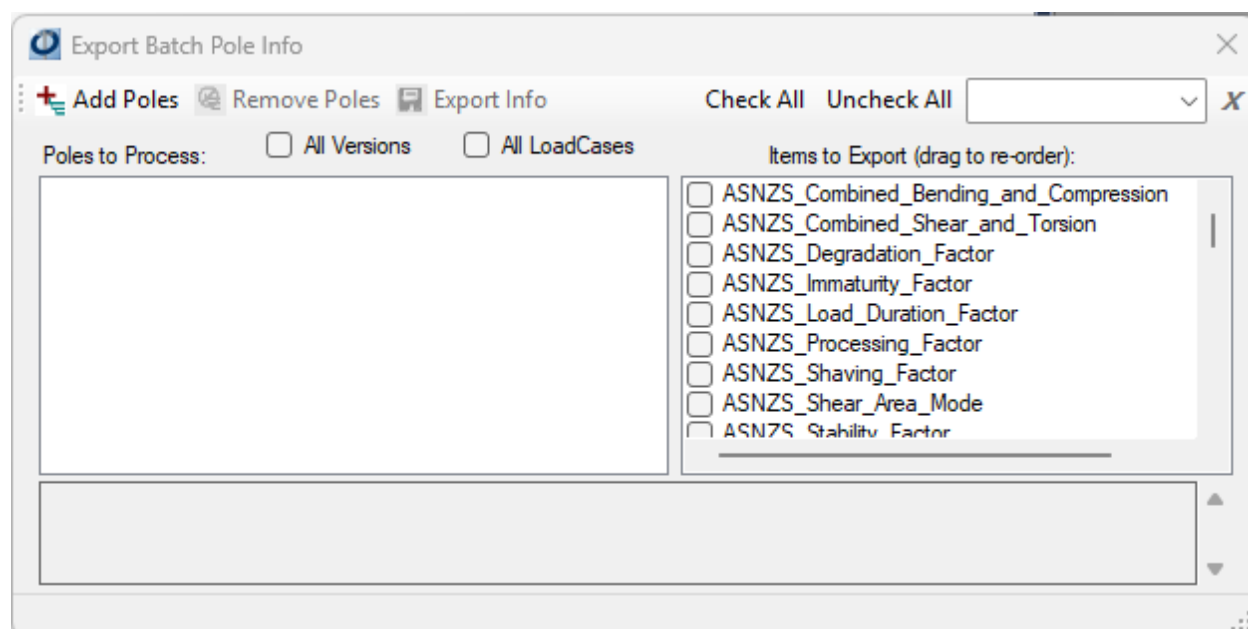 Export Batch Pole Info
Add Poles Remove Poles Export Info Check All Uncheck All X
Poles to Process: All Versions All LoadCases Items to Export (drag to re-order):
ASNZS_Combined_Bending_and_Compression
ASNZS_Combined_Shear_and_Torsion
ASNZS_Degradation_Factor
ASNZS_Immaturity_Factor
ASNZS_Load_Duration_Factor
ASNZS_Processing_Factor
ASNZS_Shaving_Factor
ASNZS_Shear_Area_Mode
ASNZS_Stability_Factor